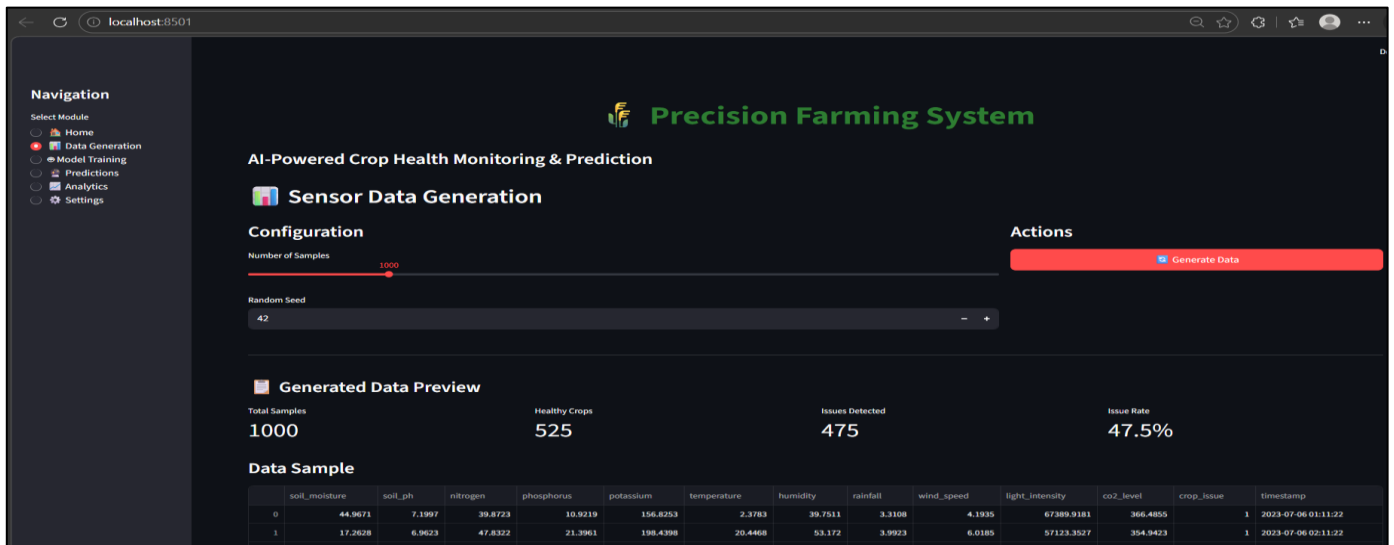 localhost:8501
D
Navigation
Select Module
Home
Data Generation
Model Training
Predictions
Analytics
Settings
Precision Farming System
AI-Powered Crop Health Monitoring & Prediction
Sensor Data Generation
Configuration
Actions
Number of Samples
1000
Generate Data
Random Seed
42 - +
Generated Data Preview
Total Samples Healthy Crops Issues Detected Issue Rate
1000 525 475 47.5%
Data Sample
soil_moisture soil_ph nitrogen phosphorus potassium temperature humidity rainfall wind_speed light_intensity co2_level crop_issue timestamp
0 44.9671 7.1997 39.8723 10.9219 156.8253 2.3783 39.7511 3.3108 4.1935 67389.9181 366.4855 1 2023-07-06 01:11:22
1 17.2628 6.9623 47.8322 21.3961 198.4398 20.4468 53.172 3.9923 6.0185 57123.3527 354.9423 1 2023-07-06 02:11:22